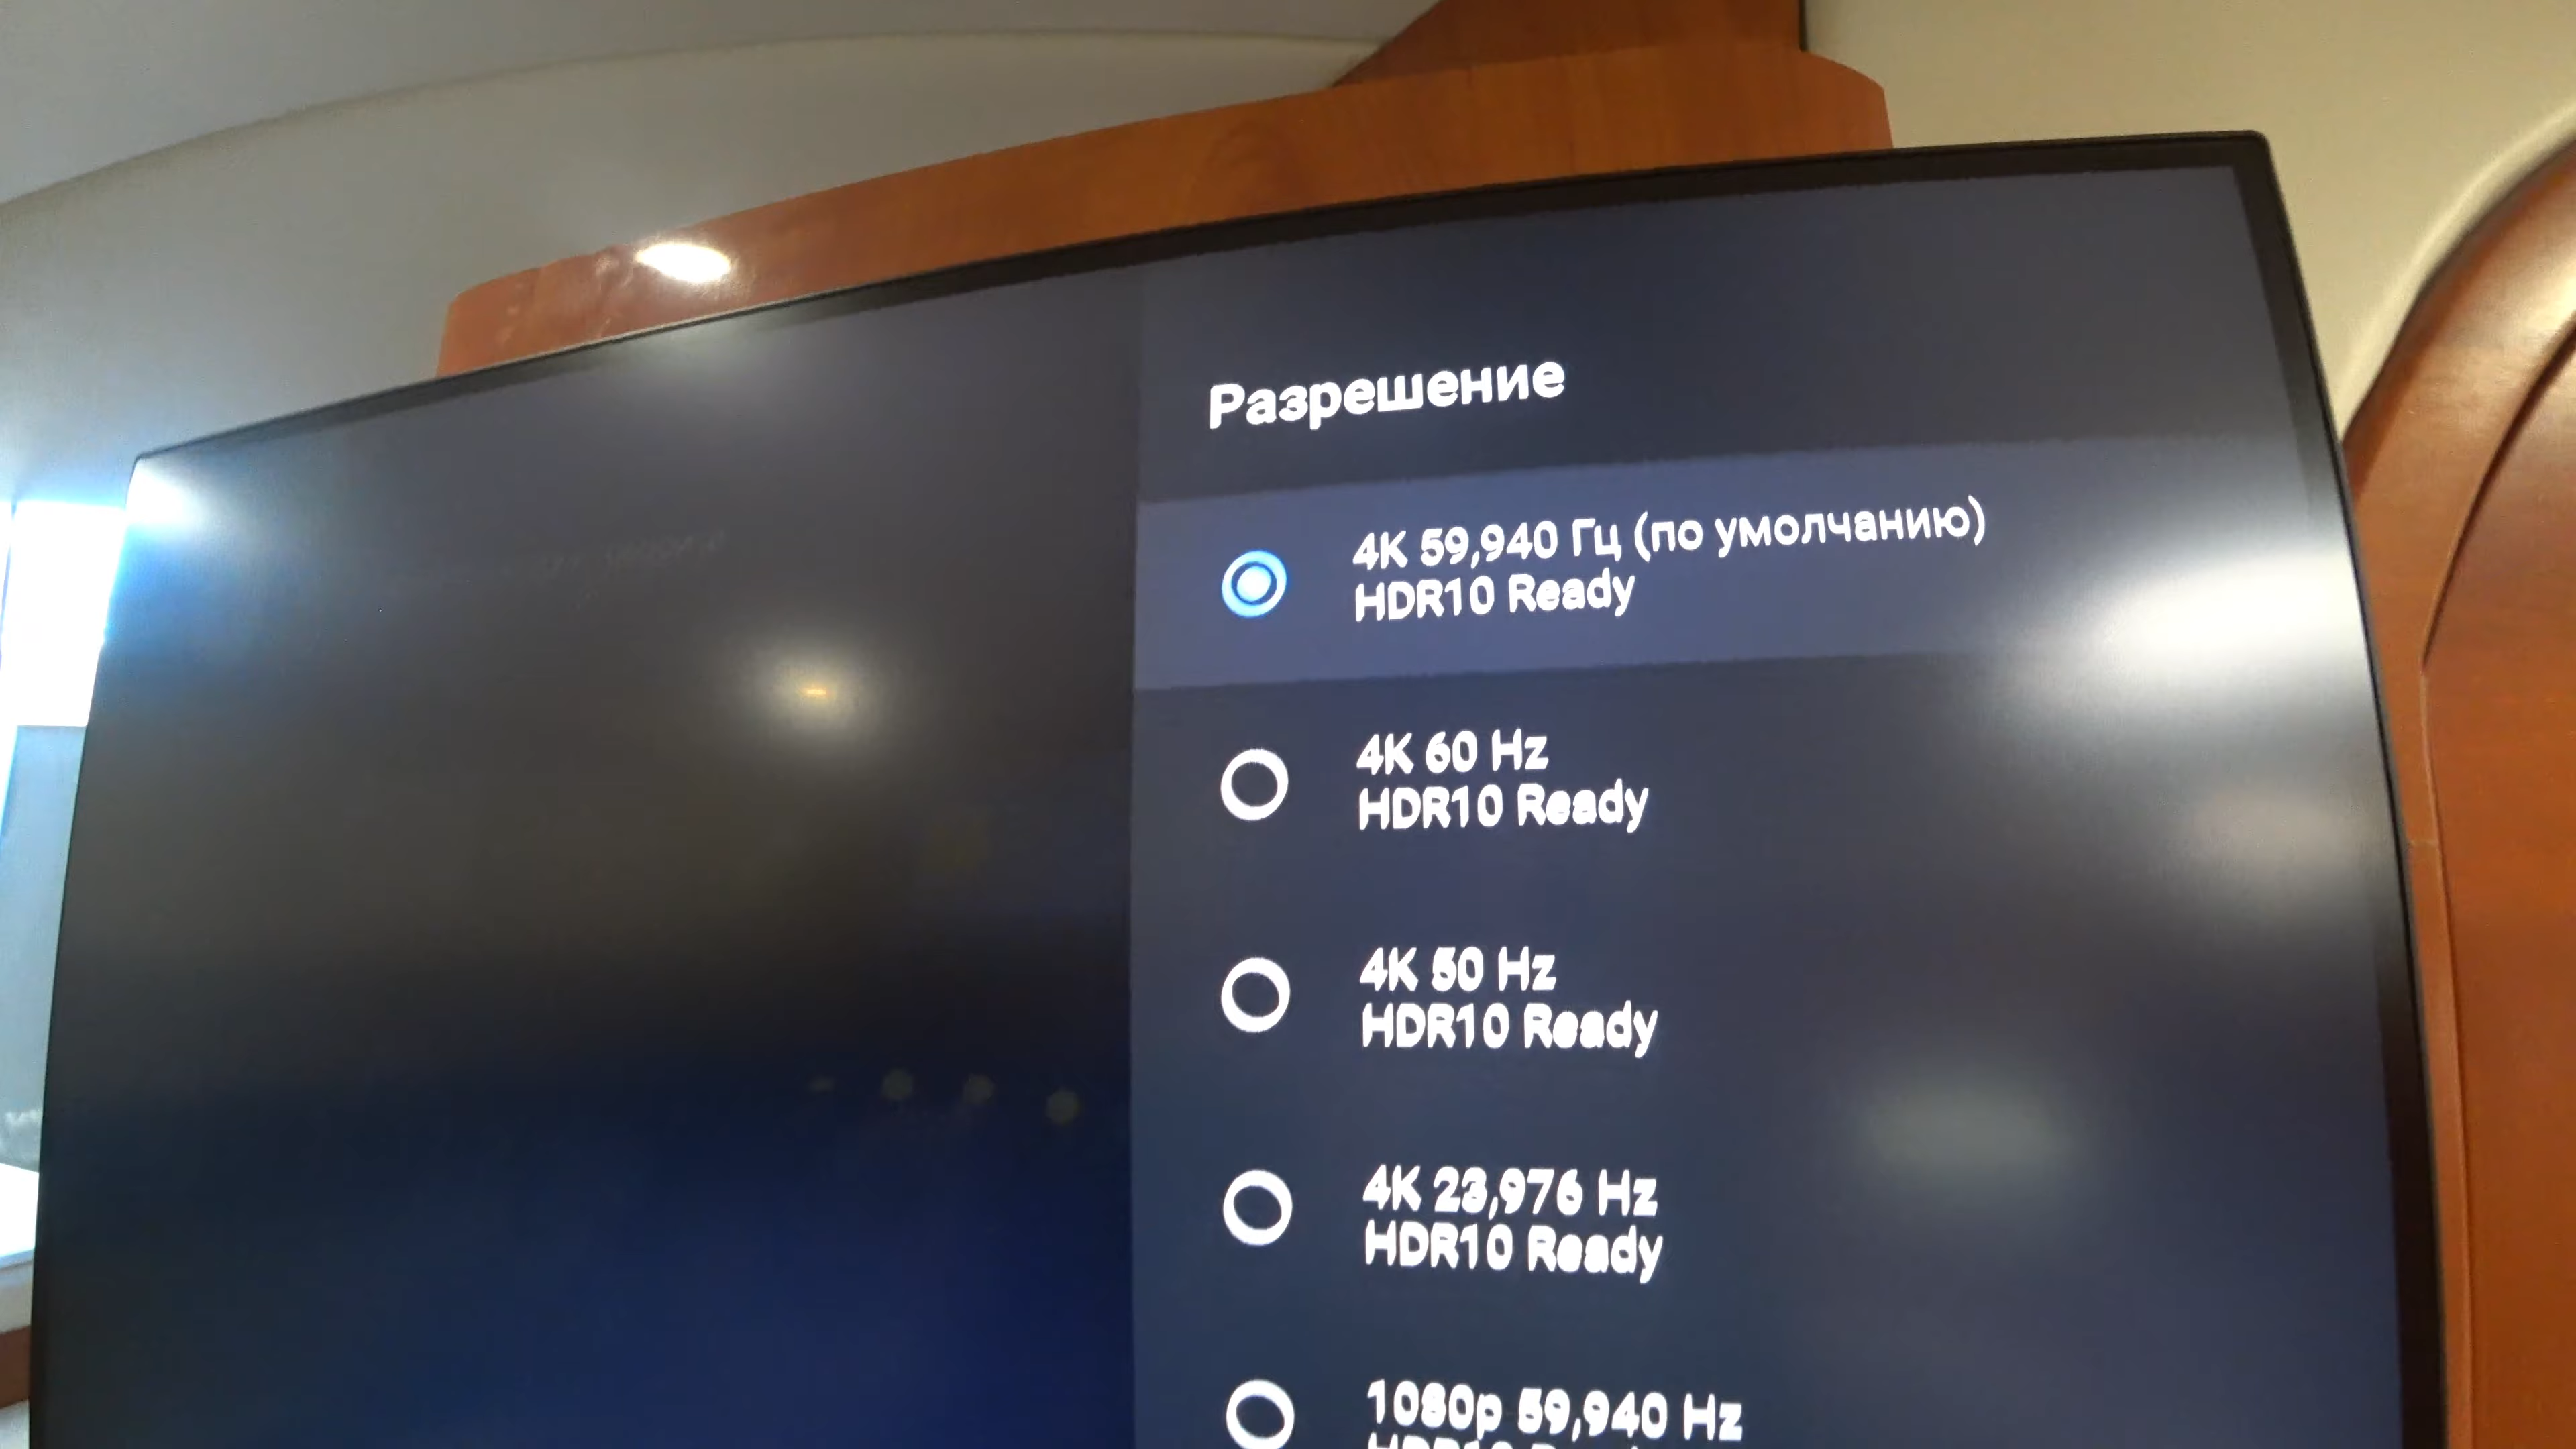 Разрешение
4K 59,940 Гц (по умолчанию)
HDR10 Ready
4K 60 Hz
HDR10 Ready
4K 50 Hz
HDR10 Ready
4K 23,976 Hz
HDR10 Ready
1080p 59,940 Hz